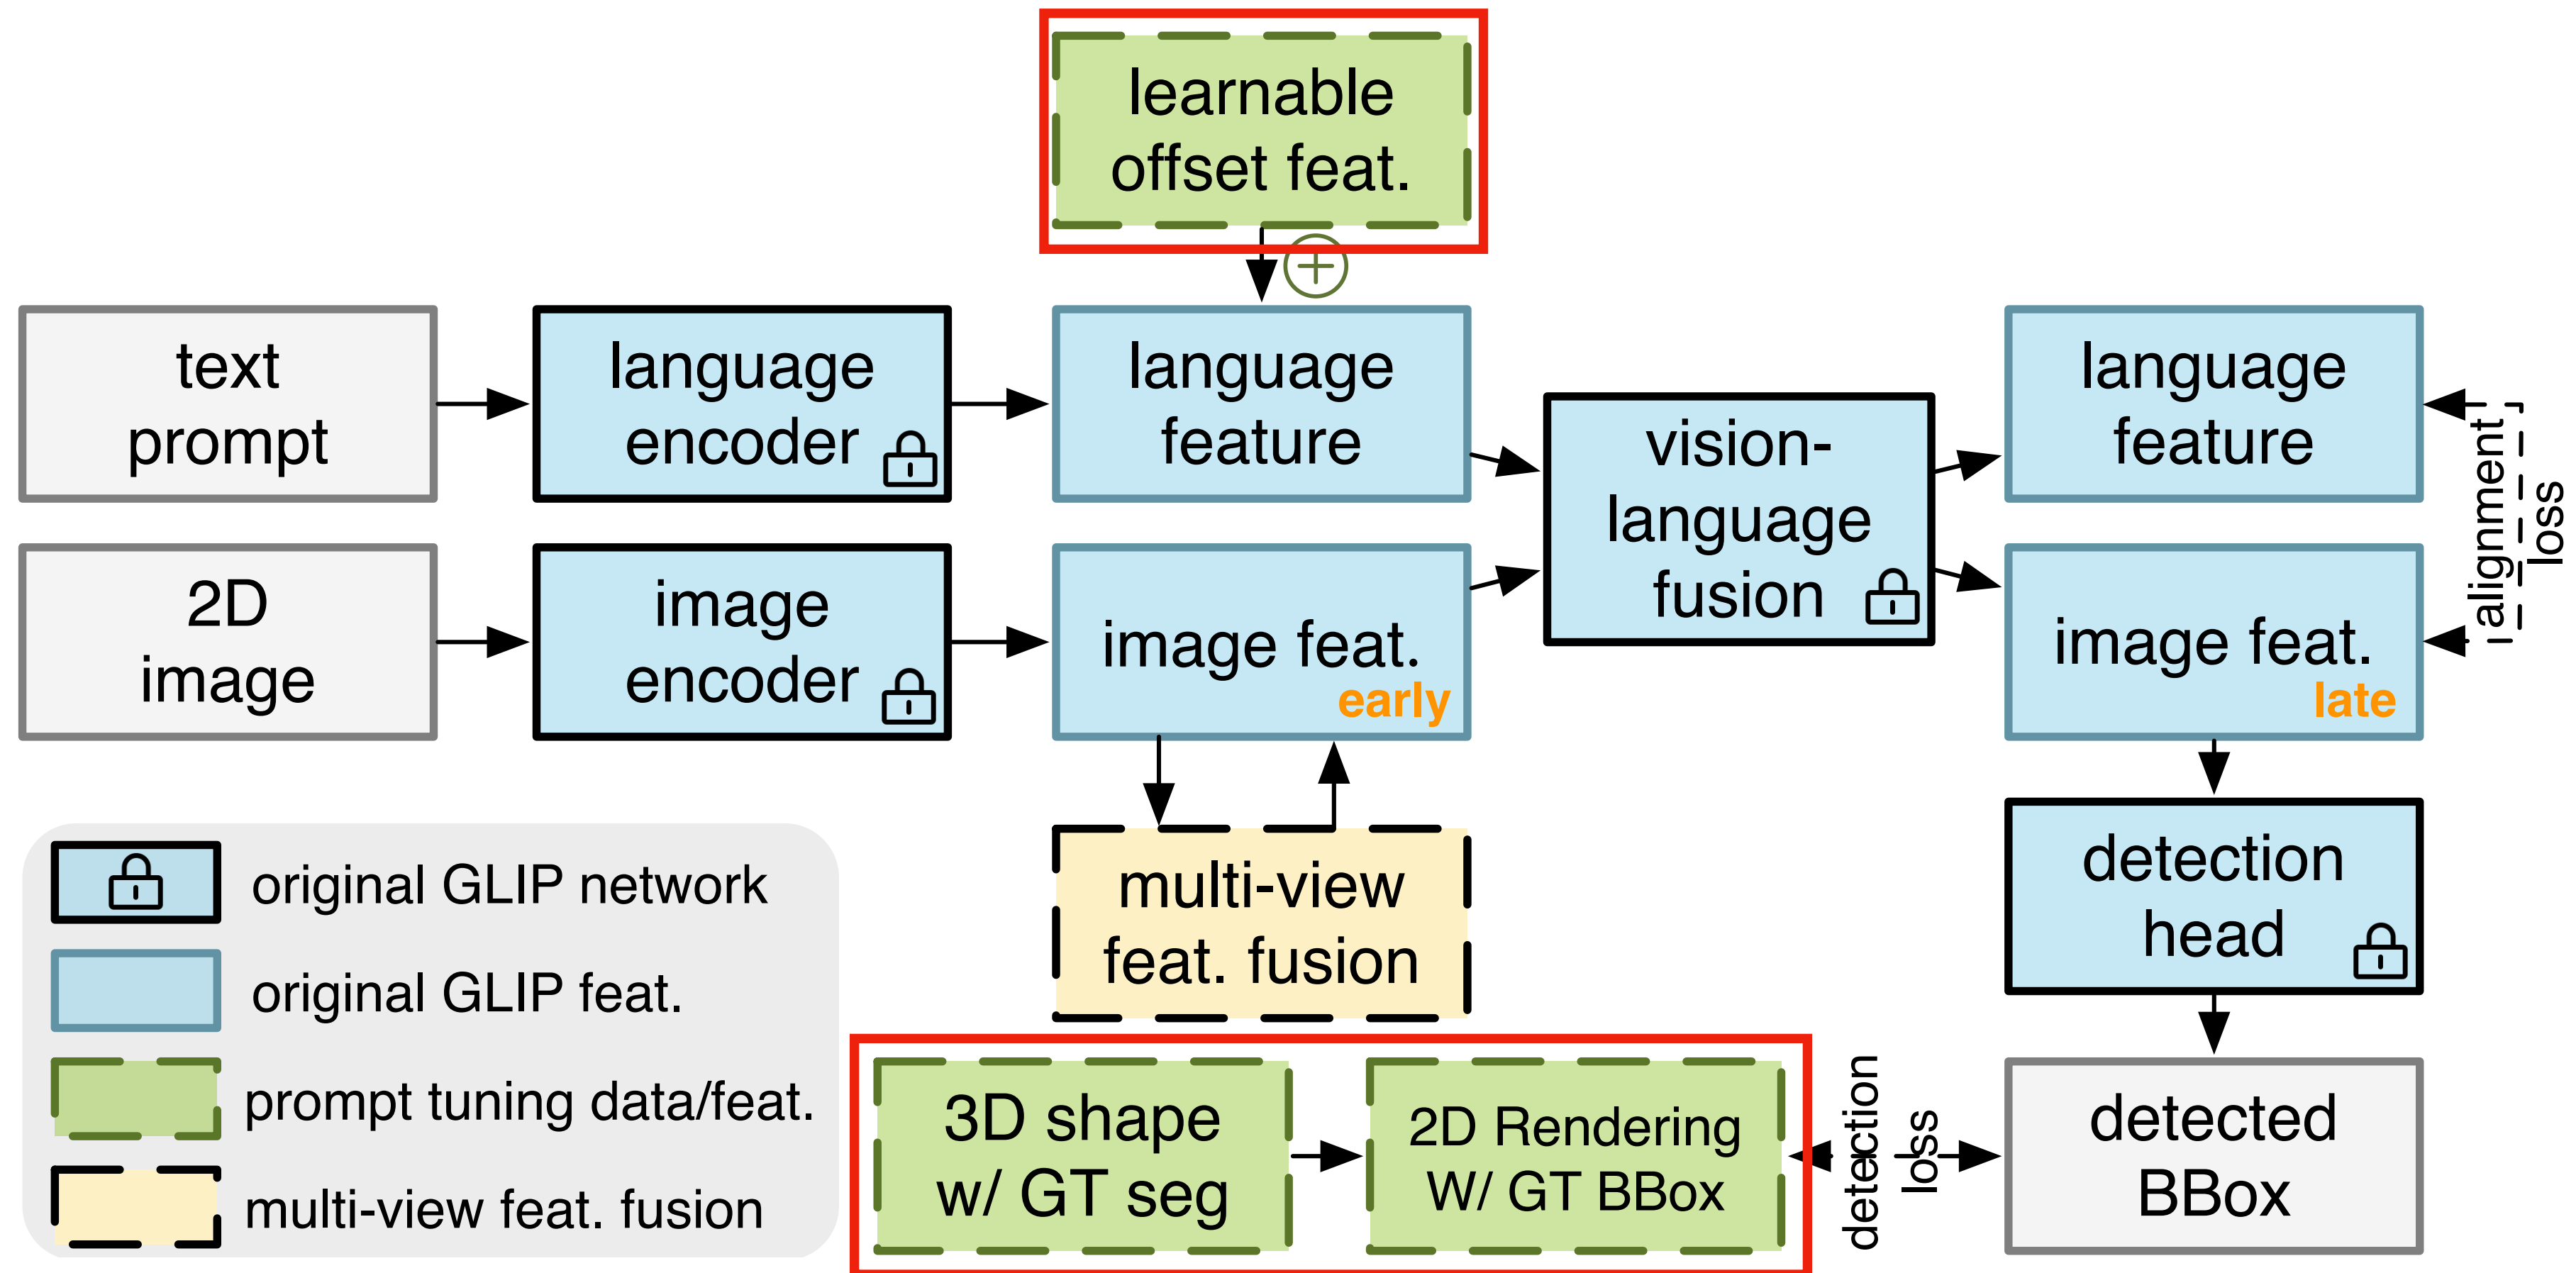 learnable
offset feat.
text
prompt
language
encoder
language
feature
vision-
language
fusion
language
feature
alignment
loss
2D
image
image
encoder
image feat.
early
image feat.
late
multi-view
feat. fusion
detection
head
original GLIP network
original GLIP feat.
prompt tuning data/feat.
multi-view feat. fusion
3D shape
w/ GT seg
2D Rendering
W/ GT BBox
detection
loss
detected
BBox